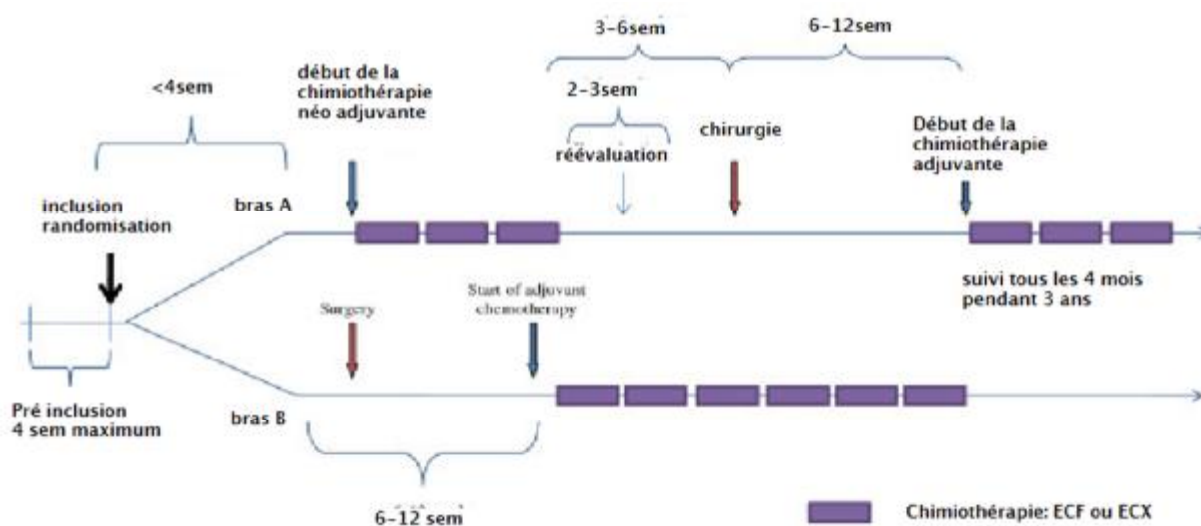 3-6sem
6-12sem
<4sem
début de la
chimiothérapie
néo adjuvante
2-3sem
chirurgie
Début de la
chimiothérapie
adjuvante
réévaluation
inclusion
randomisation
bras A
suivi tous les 4 mois
pendant 3 ans
Surgery
Start of adjuvant
chemotherapy
Pré inclusion
4 sem maximum
bras B
6-12 sem
Chimiothérapie: ECF ou ECX